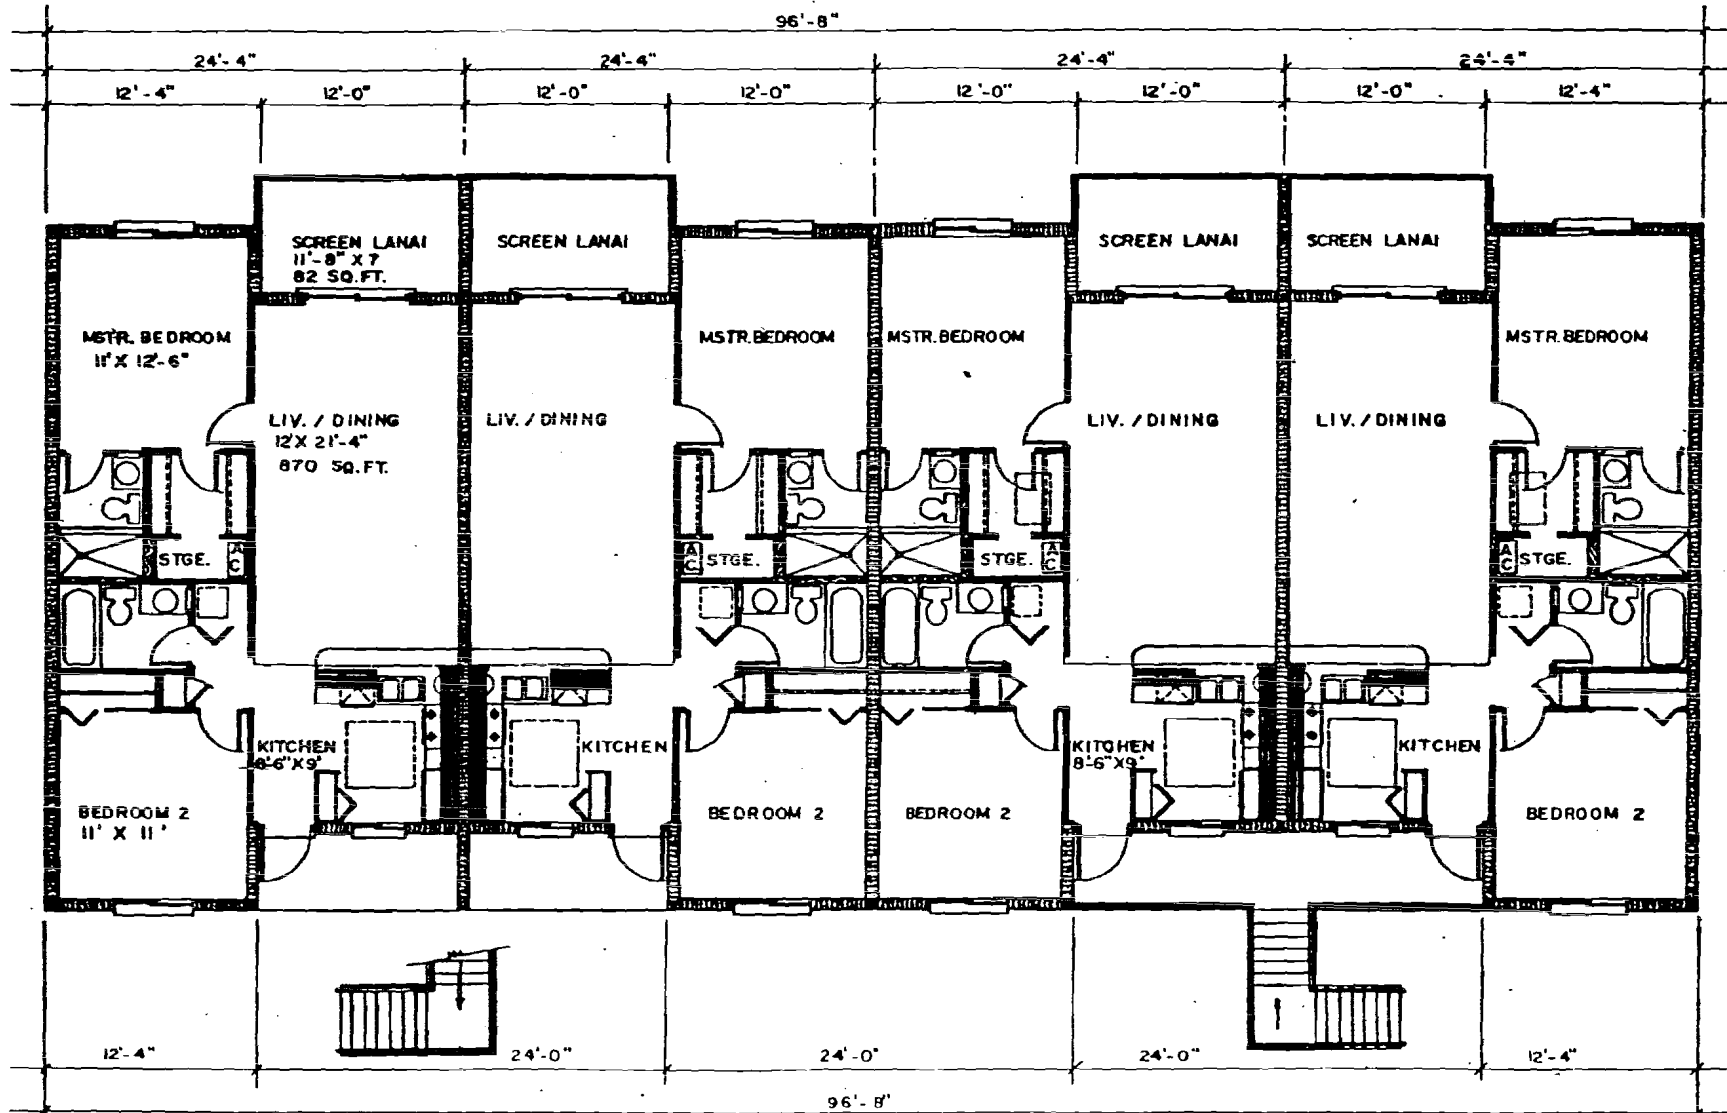 96'-8"
24'-4" 24'-4" 24'-4" 24'-4"
12'-4" 12'-0" 12'-0" 12'-0" 12'-0" 12'-0" 12'-0" 12'-4"
SCREEN LANAI
11'-8" X 7
82 SQ.FT.
SCREEN LANAI
SCREEN LANAI
SCREEN LANAI
MSTR. BEDROOM
11' X 12'-6"
MSTR. BEDROOM
MSTR. BEDROOM
MSTR. BEDROOM
LIV. / DINING
12' X 21'-4"
870 SQ.FT.
LIV. / DINING
LIV. / DINING
LIV. / DINING
STGE.
AC
AC
STGE.
STGE.
AC
AC
STGE.
KITCHEN
8'-6" X 9'
KITCHEN
KITCHEN
8'-6" X 9'
KITCHEN
BEDROOM 2
11' X 11'
BEDROOM 2
BEDROOM 2
BEDROOM 2
12'-4" 24'-0" 24'-0" 24'-0" 12'-4"
96'-8"